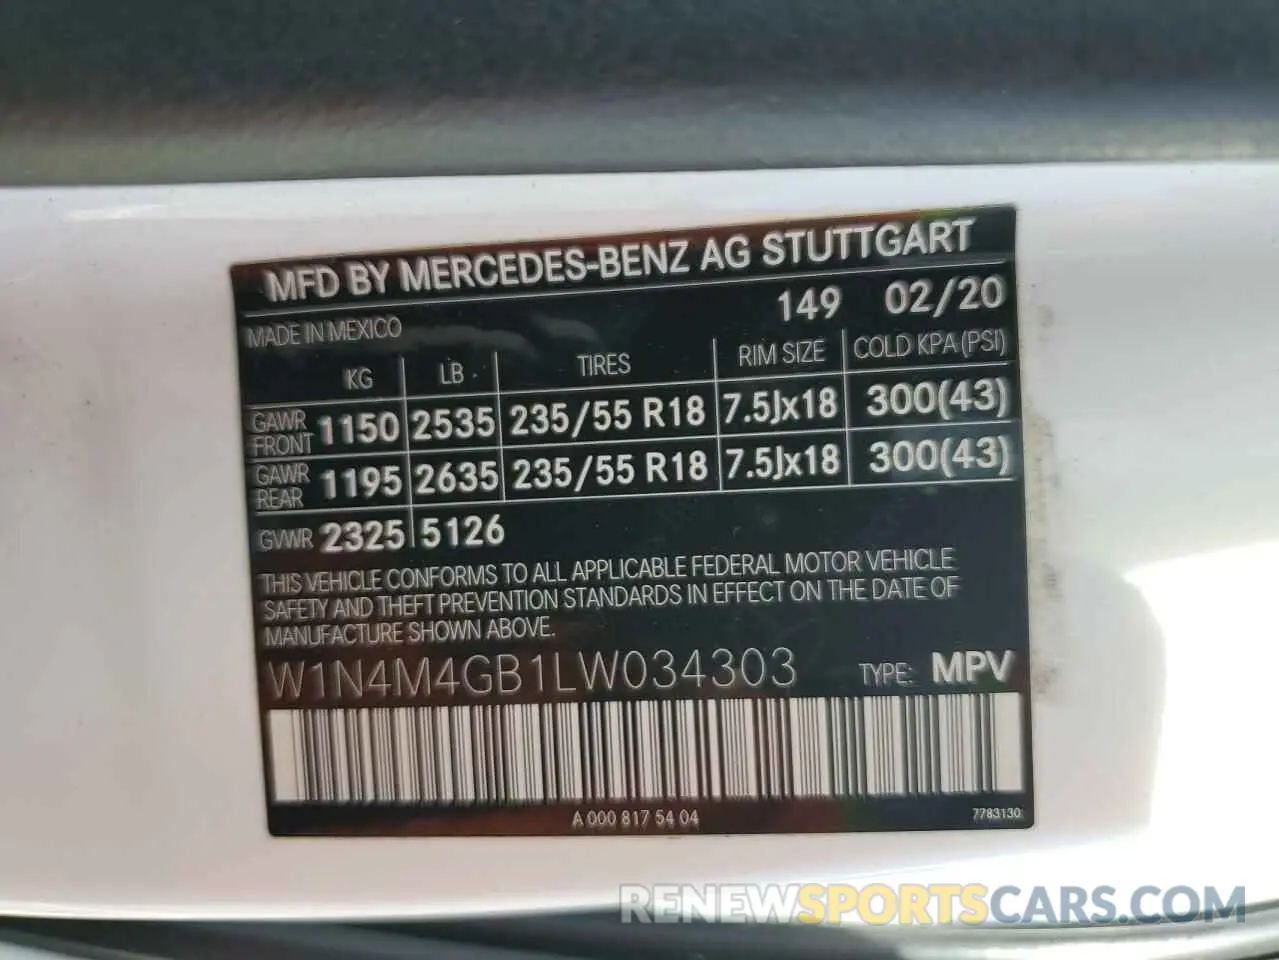 MFD BY MERCEDES-BENZ AG STUTTGART
149 02/20
MADE IN MEXICO
KG LB TIRES RIM SIZE COLD KPA (PSI)
GAWR FRONT 1150 2535 235/55 R18 7.5Jx18 300(43)
GAWR REAR 1195 2635 235/55 R18 7.5Jx18 300(43)
GVWR 2325 5126
THIS VEHICLE CONFORMS TO ALL APPLICABLE FEDERAL MOTOR VEHICLE
SAFETY AND THEFT PREVENTION STANDARDS IN EFFECT ON THE DATE OF
MANUFACTURE SHOWN ABOVE.
W1N4M4GB1LW034303 TYPE: MPV
A 000 817 54 04 7783130
RENEWSPORTSCARS.COM